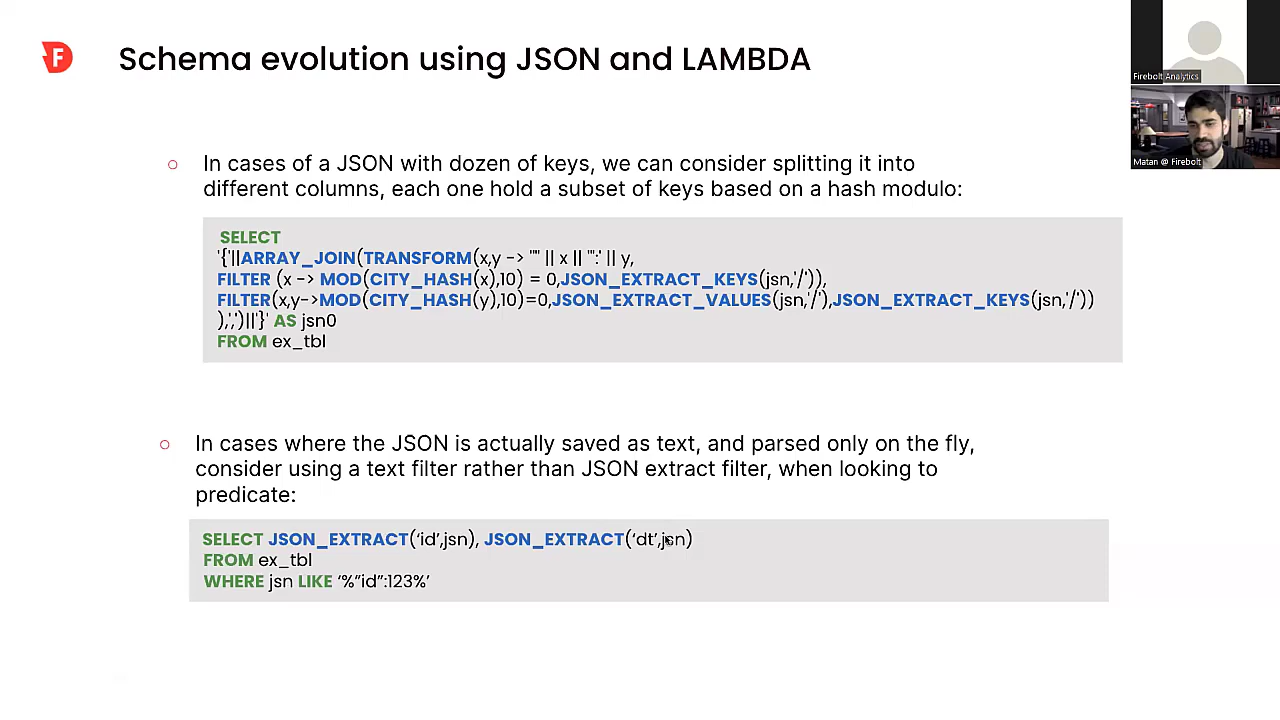 Schema evolution using JSON and LAMBDA
Firebolt Analytics
Matan @ Firebolt
In cases of a JSON with dozen of keys, we can consider splitting it into
different columns, each one hold a subset of keys based on a hash modulo:
SELECT
'{'||ARRAY_JOIN(TRANSFORM(x,y -> '"' || x || '":' || y,
FILTER (x -> MOD(CITY_HASH(x),10) = 0,JSON_EXTRACT_KEYS(jsn,'/')),
FILTER(x,y->MOD(CITY_HASH(y),10)=0,JSON_EXTRACT_VALUES(jsn,'/'),JSON_EXTRACT_KEYS(jsn,'/'))
),',')||'}' AS jsn0
FROM ex_tbl
In cases where the JSON is actually saved as text, and parsed only on the fly,
consider using a text filter rather than JSON extract filter, when looking to
predicate:
SELECT JSON_EXTRACT(‘id’,jsn), JSON_EXTRACT(‘dt’,jsn)
FROM ex_tbl
WHERE jsn LIKE ‘%”id”:123%’